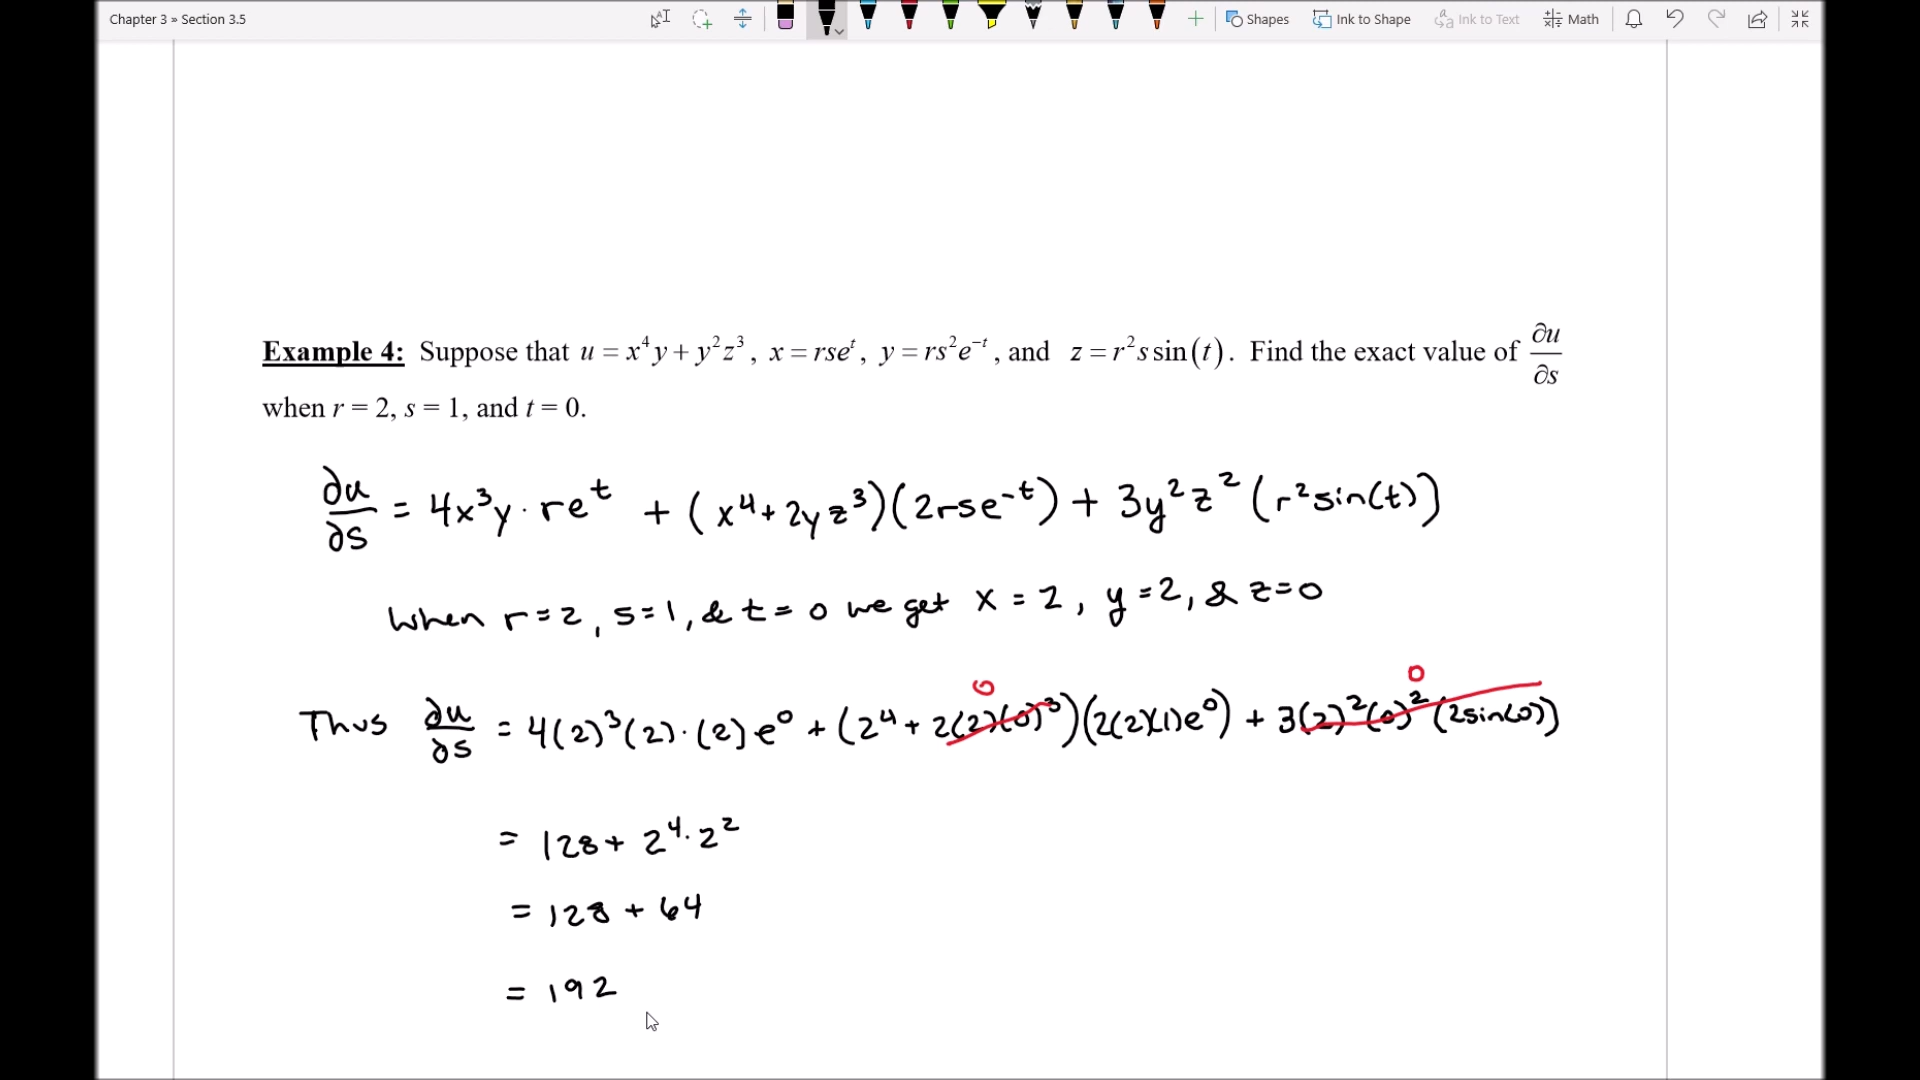 Chapter 3 » Section 3.5
Shapes Ink to Shape Ink to Text Math
Example 4: Suppose that u = x⁴y + y²z³, x = rseᵗ, y = rs²e⁻ᵗ, and z = r²s sin(t). Find the exact value of ∂u/∂s
when r = 2, s = 1, and t = 0.
∂u/∂s = 4x³y · reᵗ + (x⁴ + 2yz³)(2rse⁻ᵗ) + 3y²z²(r²sin(t))
When r=2, s=1, & t=0 we get x=2, y=2, & z=0
0 0
Thus ∂u/∂s = 4(2)³(2)·(2)e⁰ + (2⁴ + 2(2)(0)³)(2(2)(1)e⁰) + 3(2)²(0)²(2sin(0))
= 128 + 2⁴·2²
= 128 + 64
= 192